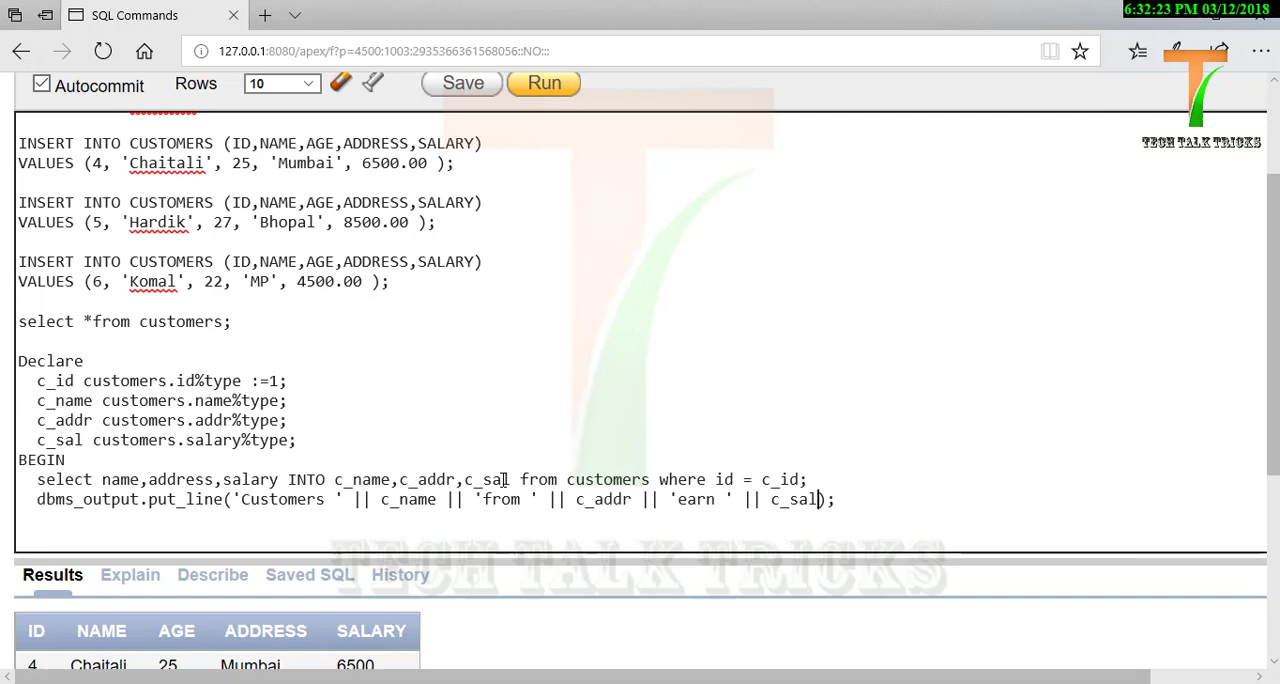 SQL Commands
6:32:23 PM 03/12/2018
127.0.0.1:8080/apex/f?p=4500:1003:2935366361568056::NO:::
Autocommit Rows 10 Save Run
TECH TALK TRICKS
INSERT INTO CUSTOMERS (ID,NAME,AGE,ADDRESS,SALARY)
VALUES (4, 'Chaitali', 25, 'Mumbai', 6500.00 );
INSERT INTO CUSTOMERS (ID,NAME,AGE,ADDRESS,SALARY)
VALUES (5, 'Hardik', 27, 'Bhopal', 8500.00 );
INSERT INTO CUSTOMERS (ID,NAME,AGE,ADDRESS,SALARY)
VALUES (6, 'Komal', 22, 'MP', 4500.00 );
select *from customers;
Declare
c_id customers.id%type :=1;
c_name customers.name%type;
c_addr customers.addr%type;
c_sal customers.salary%type;
BEGIN
select name,address,salary INTO c_name,c_addr,c_sal from customers where id = c_id;
dbms_output.put_line('Customers ' || c_name || 'from ' || c_addr || 'earn ' || c_sal);
TECH TALK TRICKS
Results Explain Describe Saved SQL History
ID NAME AGE ADDRESS SALARY
4 Chaitali 25 Mumbai 6500